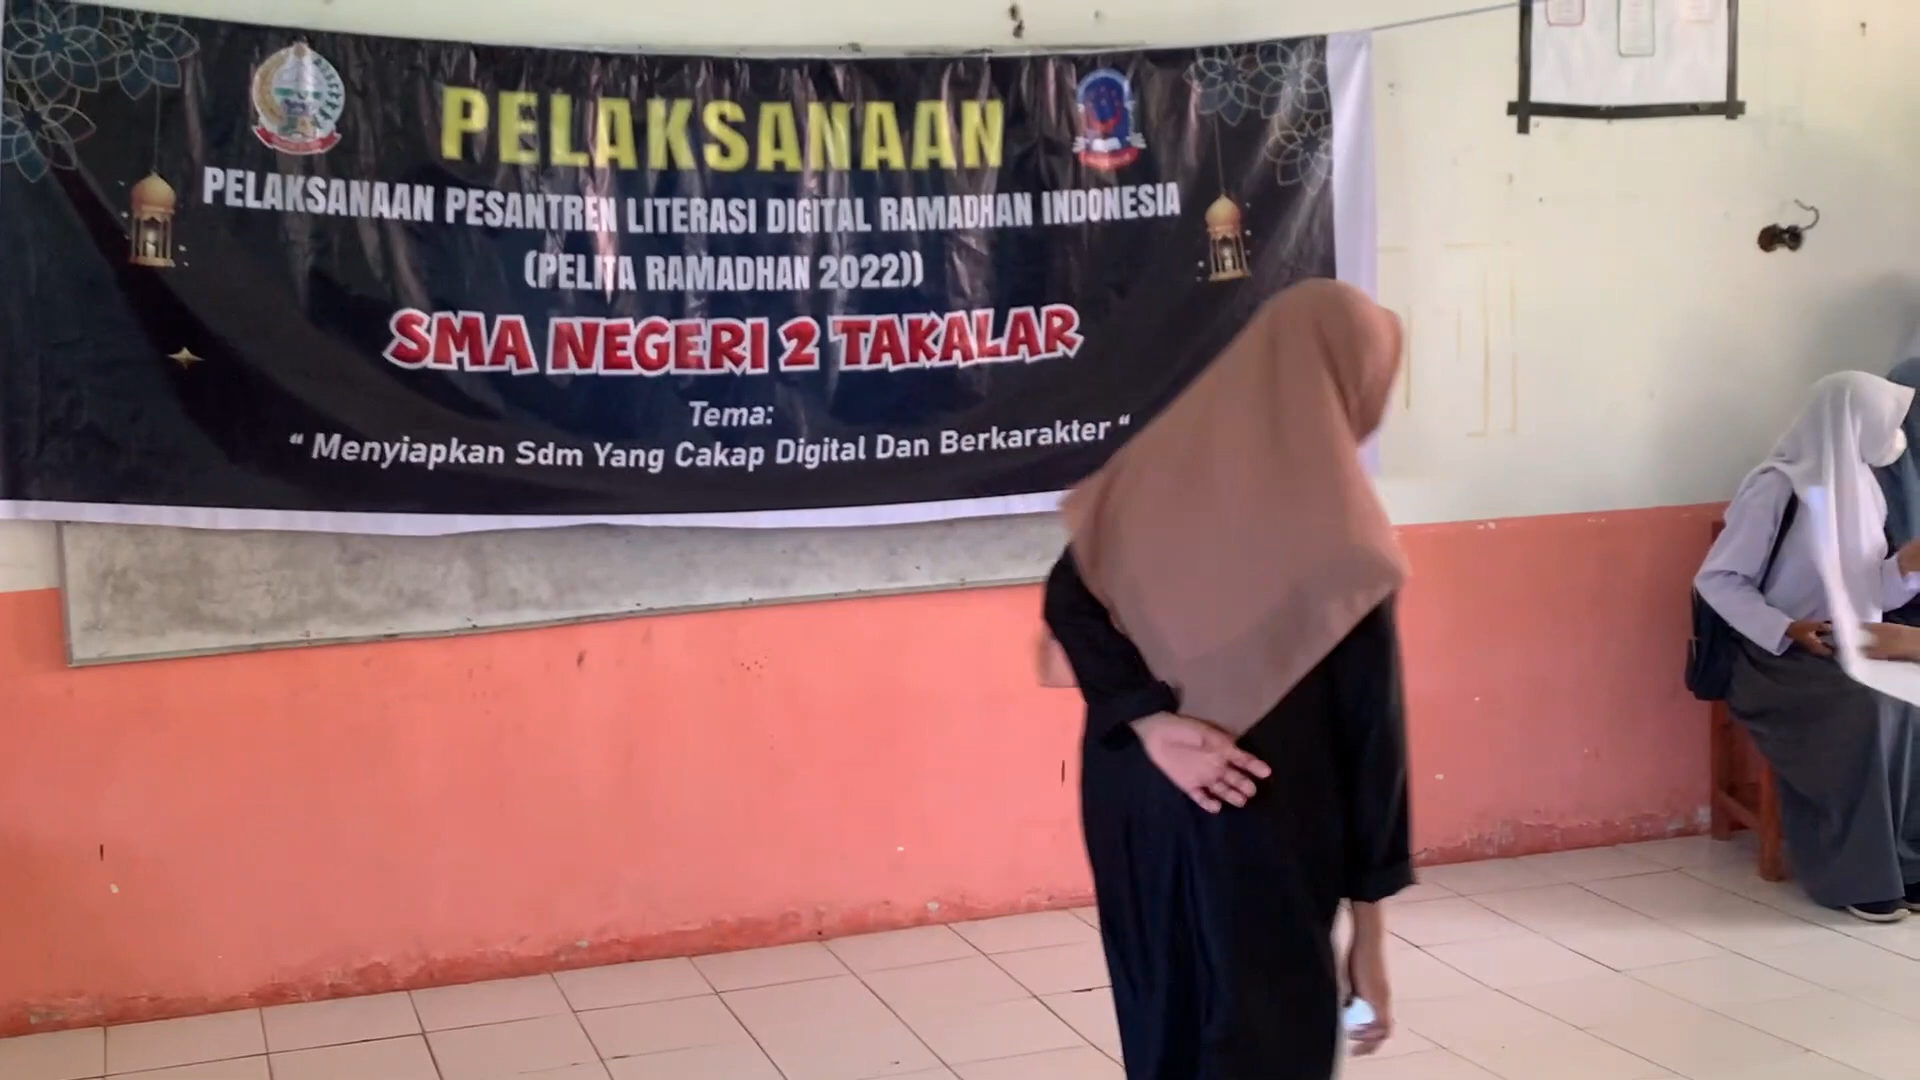 PELAKSANAAN
PELAKSANAAN PESANTREN LITERASI DIGITAL RAMADHAN INDONESIA
(PELITA RAMADHAN 2022))
SMA NEGERI 2 TAKALAR
Tema:
“ Menyiapkan Sdm Yang Cakap Digital Dan Berkarakter “